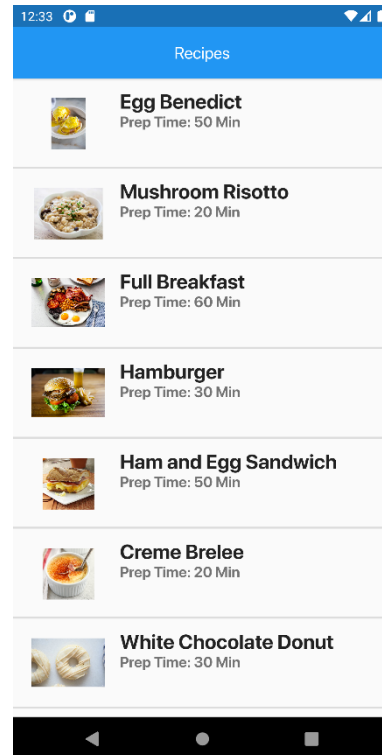 12:33
Recipes
Egg Benedict
Prep Time: 50 Min
Mushroom Risotto
Prep Time: 20 Min
Full Breakfast
Prep Time: 60 Min
Hamburger
Prep Time: 30 Min
Ham and Egg Sandwich
Prep Time: 50 Min
Creme Brelee
Prep Time: 20 Min
White Chocolate Donut
Prep Time: 30 Min